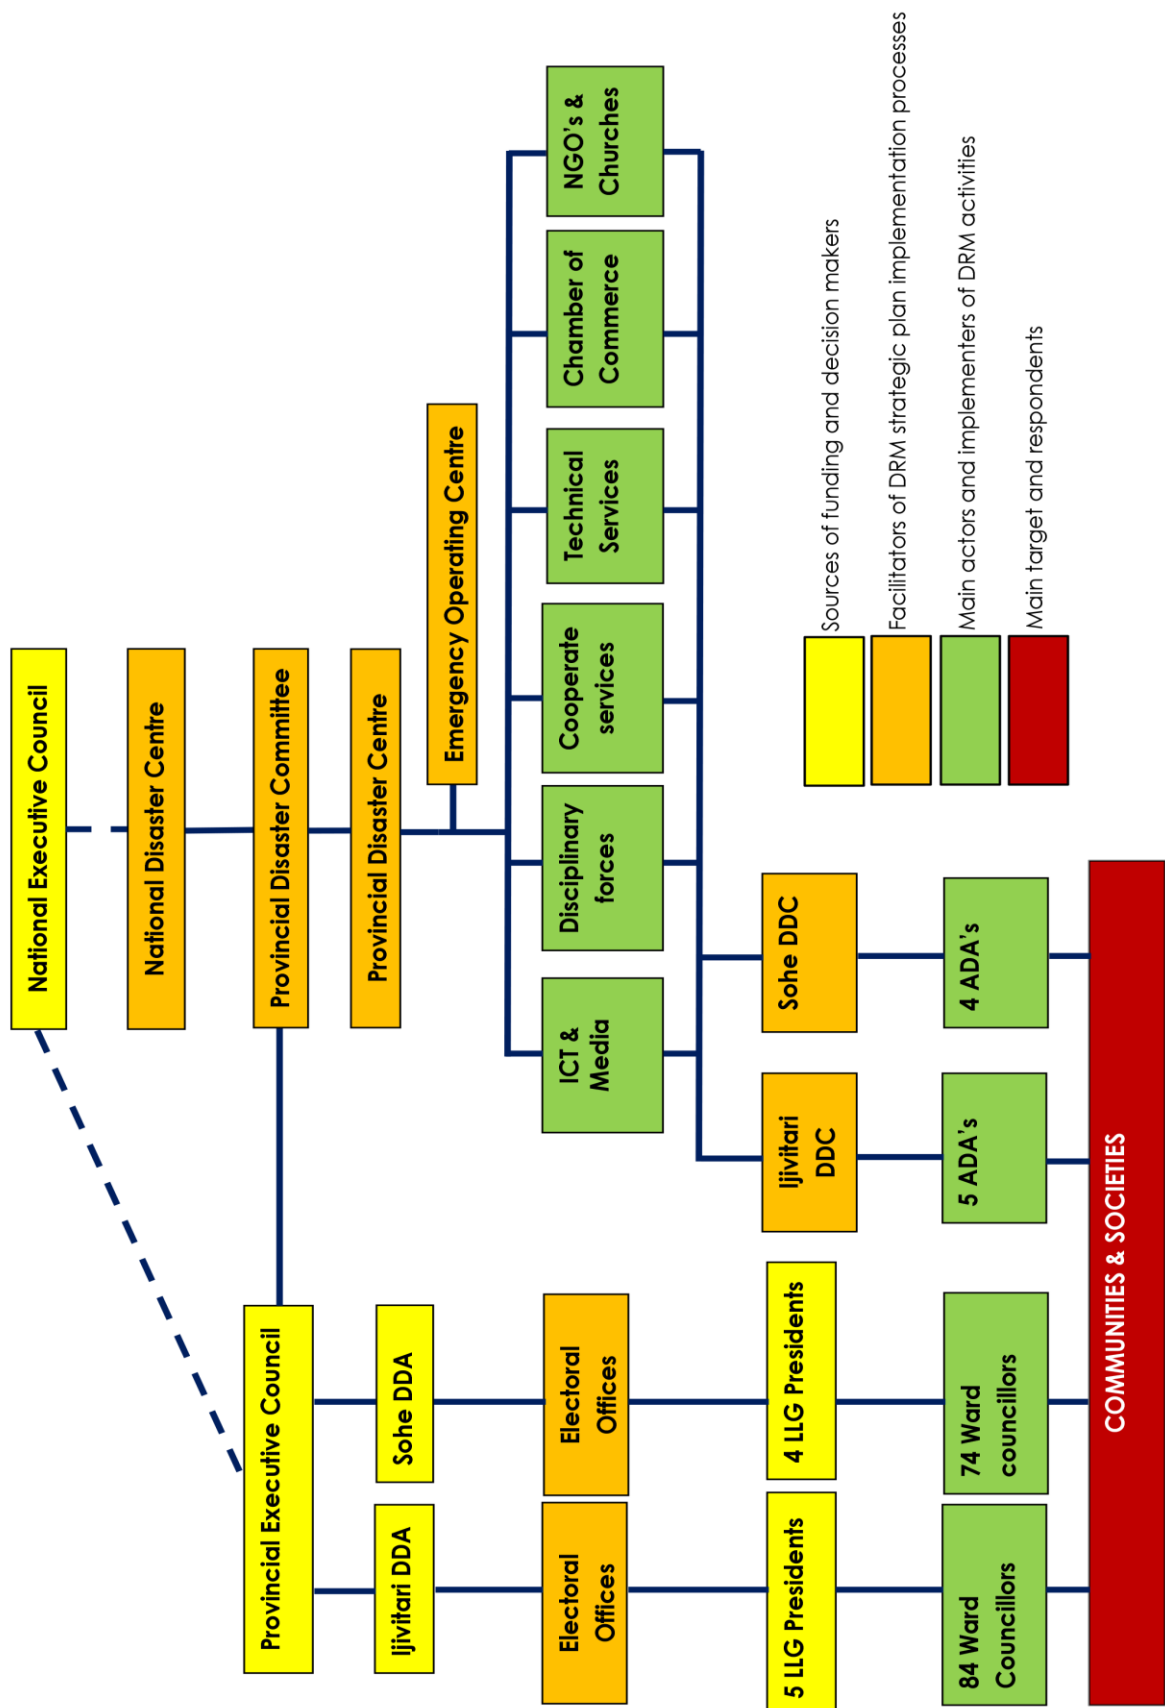 National Executive Council
National Disaster Centre
Provincial Executive Council
Provincial Disaster Committee
Ijivitari DDA
Sohe DDA
Provincial Disaster Centre
Emergency Operating Centre
Electoral
Offices
Electoral
Offices
ICT &
Media
Disciplinary
forces
Cooperate
services
Technical
Services
Chamber of
Commerce
NGO's &
Churches
5 LLG Presidents
4 LLG Presidents
Ijivitari
DDC
Sohe DDC
84 Ward
Councillors
74 Ward
councillors
5 ADA's
4 ADA's
COMMUNITIES & SOCIETIES
Sources of funding and decision makers
Facilitators of DRM strategic plan implementation processes
Main actors and implementers of DRM activities
Main target and respondents